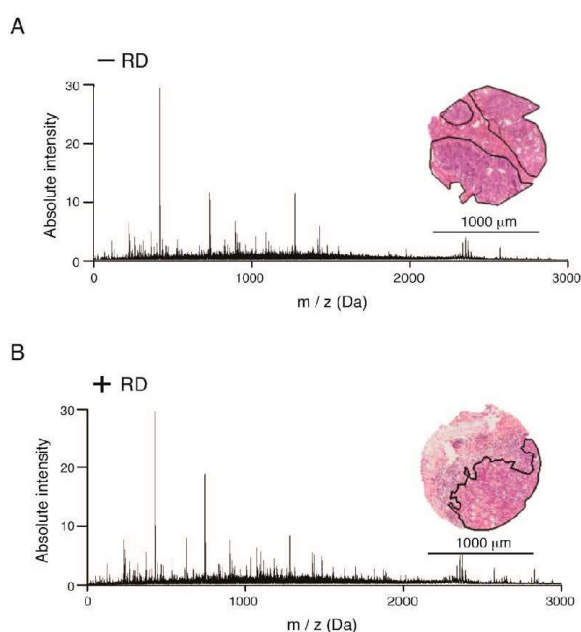 A
— RD
30
20
10
0
Absolute intensity
1000 μm
0 1000 2000 3000
m / z (Da)
B
+ RD
30
20
10
0
Absolute intensity
1000 μm
0 1000 2000 3000
m / z (Da)